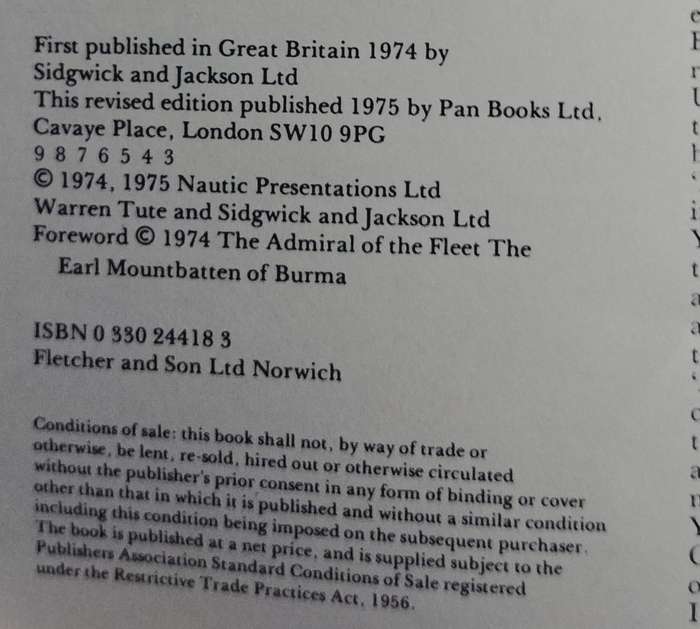 First published in Great Britain 1974 by
Sidgwick and Jackson Ltd
This revised edition published 1975 by Pan Books Ltd,
Cavaye Place, London SW10 9PG
9 8 7 6 5 4 3
© 1974, 1975 Nautic Presentations Ltd
Warren Tute and Sidgwick and Jackson Ltd
Foreword © 1974 The Admiral of the Fleet The
Earl Mountbatten of Burma
ISBN 0 330 24418 3
Fletcher and Son Ltd Norwich
Conditions of sale: this book shall not, by way of trade or
otherwise, be lent, re-sold, hired out or otherwise circulated
without the publisher's prior consent in any form of binding or cover
other than that in which it is published and without a similar condition
including this condition being imposed on the subsequent purchaser.
The book is published at a net price, and is supplied subject to the
Publishers Association Standard Conditions of Sale registered
under the Restrictive Trade Practices Act, 1956.